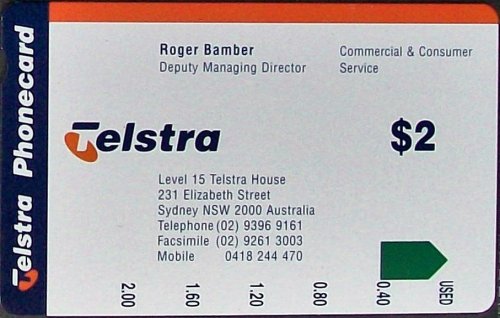 Telstra Phonecard
Roger Bamber
Deputy Managing Director
Commercial & Consumer
Service
Telstra
$2
Level 15 Telstra House
231 Elizabeth Street
Sydney NSW 2000 Australia
Telephone (02) 9396 9161
Facsimile (02) 9261 3003
Mobile 0418 244 470
2.00 1.60 1.20 0.80 0.40 USED